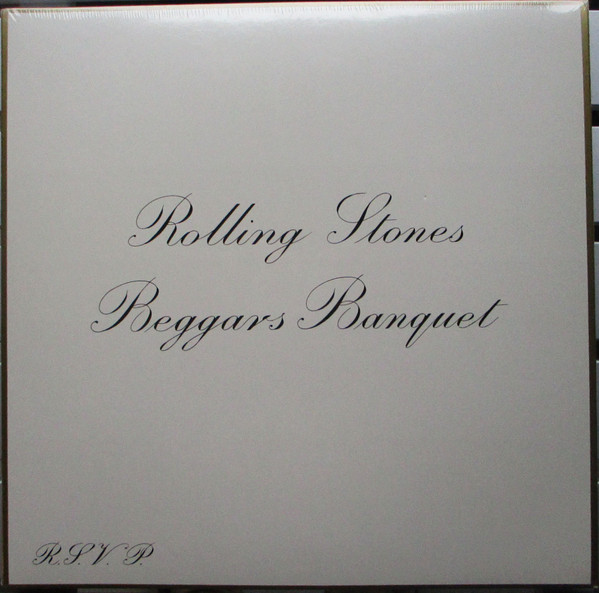 Rolling Stones
Beggars Banquet
R.S.V.P.